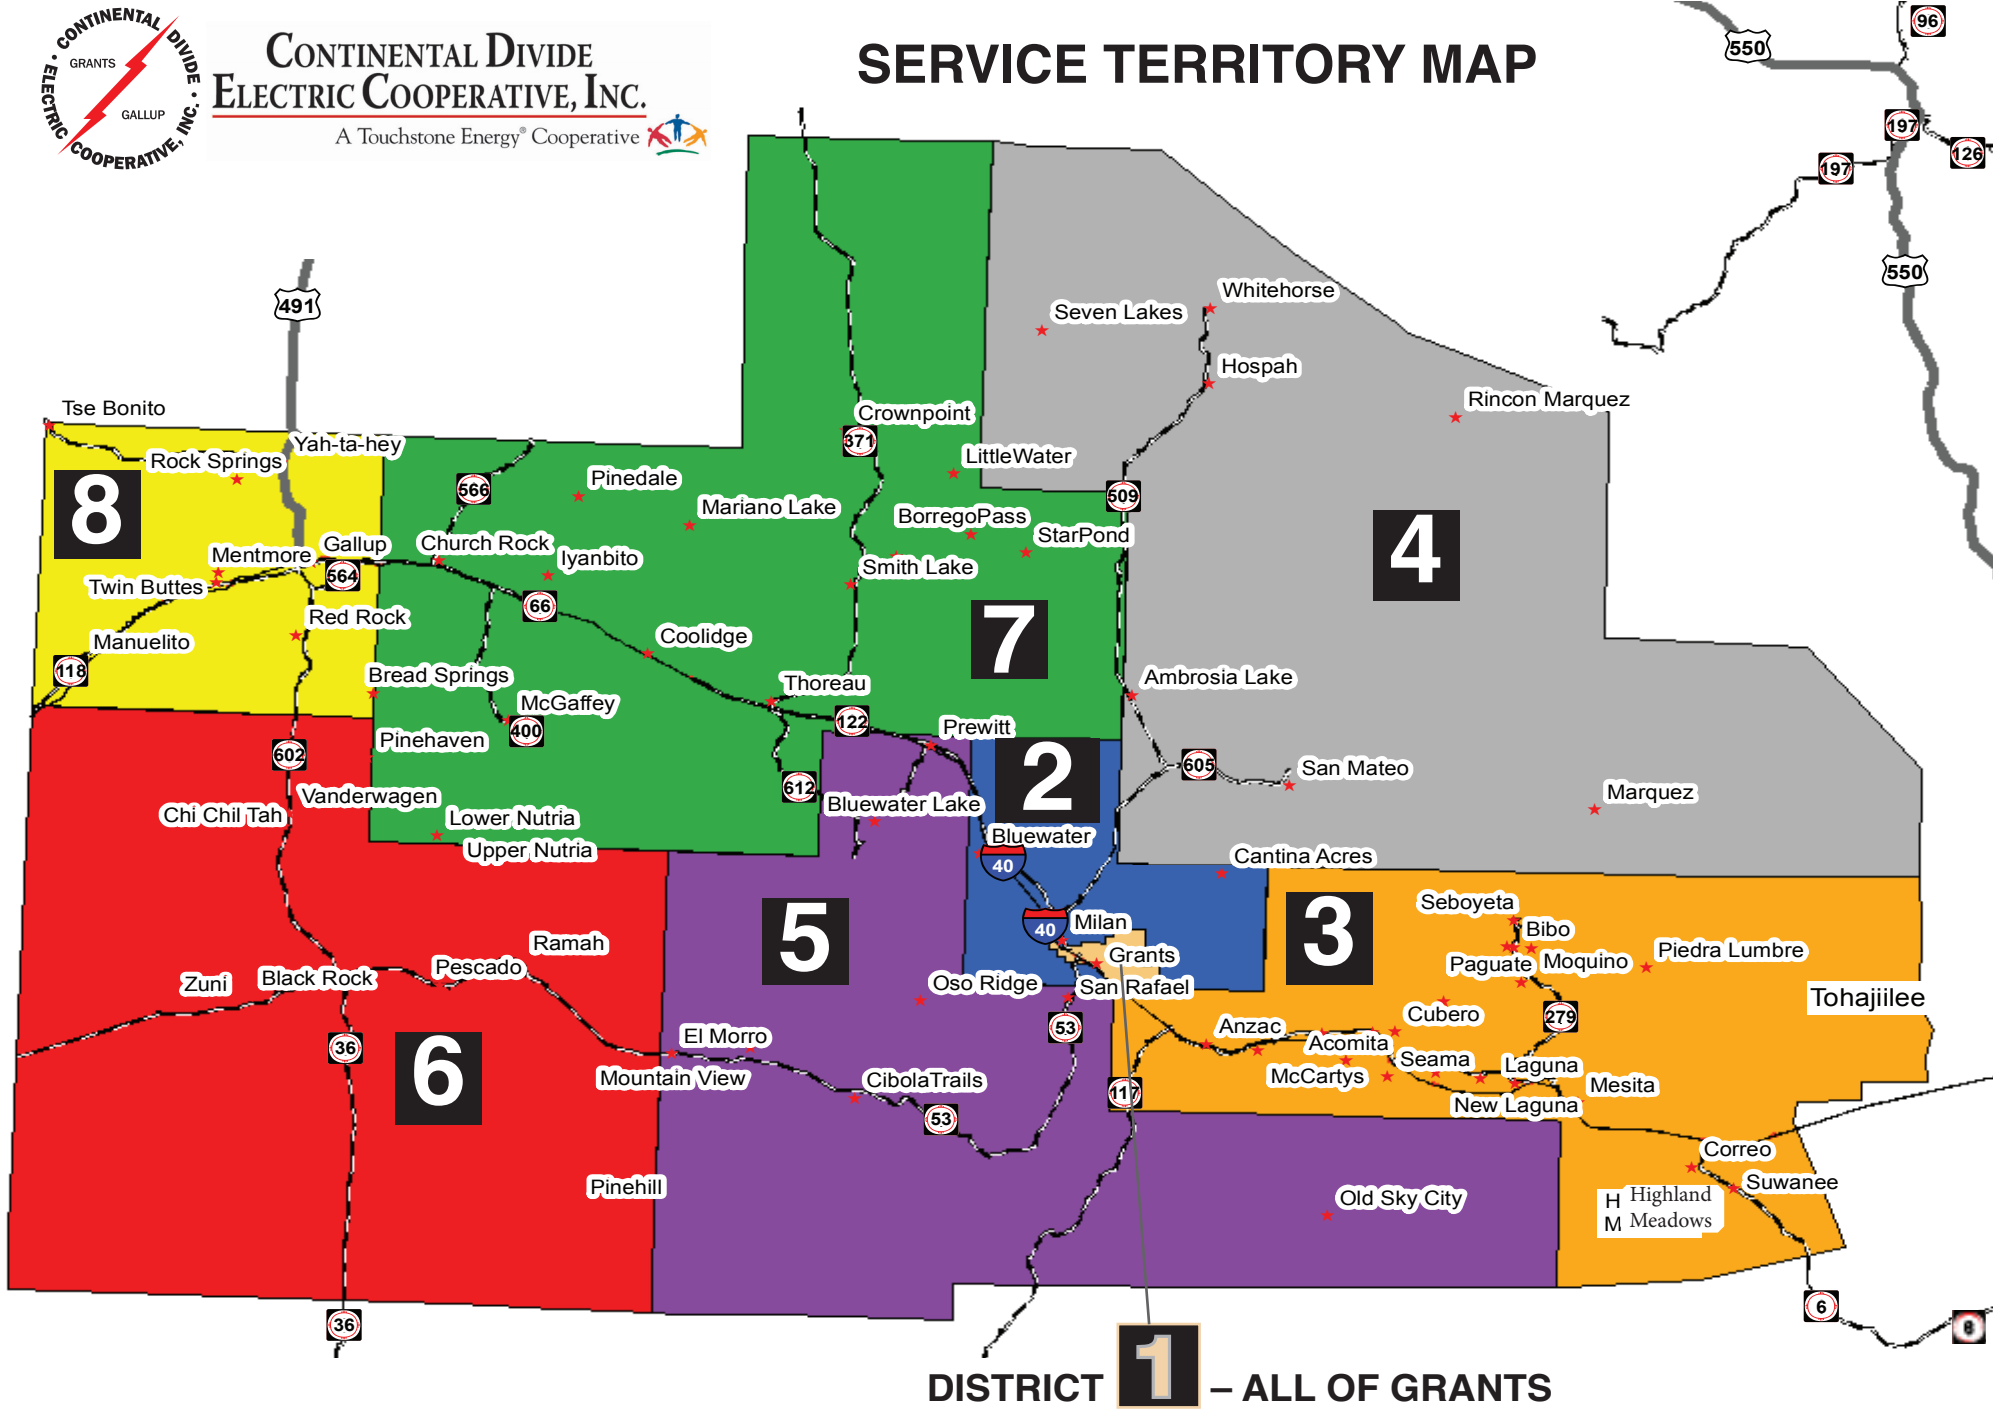 CONTINENTAL DIVIDE
ELECTRIC COOPERATIVE, INC.
GRANTS
GALLUP
CONTINENTAL DIVIDE
ELECTRIC COOPERATIVE, INC.
A Touchstone Energy® Cooperative
SERVICE TERRITORY MAP
96
550
197
197
126
550
491
Whitehorse
Seven Lakes
Hospah
Rincon Marquez
Tse Bonito
Crownpoint
371
Yah-ta-hey
Rock Springs
LittleWater
Pinedale
566
509
8
Mariano Lake
BorregoPass
StarPond
4
Gallup
Church Rock
Mentmore
Iyanbito
564
Smith Lake
Twin Buttes
66
Red Rock
Coolidge
7
Manuelito
118
Bread Springs
Thoreau
Ambrosia Lake
McGaffey
400
122
Prewitt
Pinehaven
602
605
San Mateo
2
612
Vanderwagen
Marquez
Bluewater Lake
Chi Chil Tah
Lower Nutria
Bluewater
Upper Nutria
40
Cantina Acres
Seboyeta
40
Milan
Bibo
5
3
Ramah
Piedra Lumbre
Grants
Paguate
Moquino
Pescado
Black Rock
Zuni
Oso Ridge
San Rafael
Tohajiilee
Cubero
279
53
Anzac
El Morro
36
Acomita
Seama
Laguna
6
Mountain View
CibolaTrails
McCartys
Mesita
117
New Laguna
53
Correo
Pinehill
Old Sky City
Suwanee
H Highland
M Meadows
36
6
8
DISTRICT 1 – ALL OF GRANTS